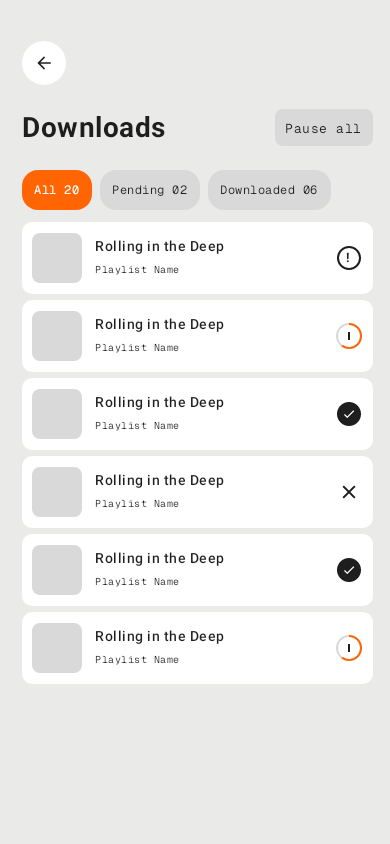 Downloads
Pause all
All 20
Pending 02
Downloaded 06
Rolling in the Deep
Playlist Name
Rolling in the Deep
Playlist Name
Rolling in the Deep
Playlist Name
Rolling in the Deep
Playlist Name
Rolling in the Deep
Playlist Name
Rolling in the Deep
Playlist Name